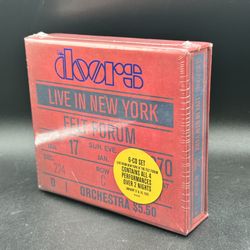 the doors
LIVE IN NEW YORK
FELT FORUM
17 SUN. EVE. JAN. 70
6-CD SET
CONTAINS ALL 4
PERFORMANCES
OVER 2 NIGHTS
ORCHESTRA $5.50